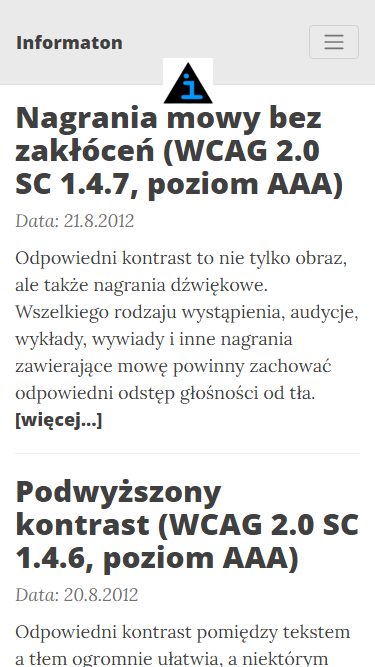 Informaton
Nagrania mowy bez
zakłóceń (WCAG 2.0
SC 1.4.7, poziom AAA)
Data: 21.8.2012
Odpowiedni kontrast to nie tylko obraz,
ale także nagrania dźwiękowe.
Wszelkiego rodzaju wystąpienia, audycje,
wykłady, wywiady i inne nagrania
zawierające mowę powinny zachować
odpowiedni odstęp głośności od tła.
[więcej...]
Podwyższony
kontrast (WCAG 2.0 SC
1.4.6, poziom AAA)
Data: 20.8.2012
Odpowiedni kontrast pomiędzy tekstem
a tłem ogromnie ułatwia, a niektórym